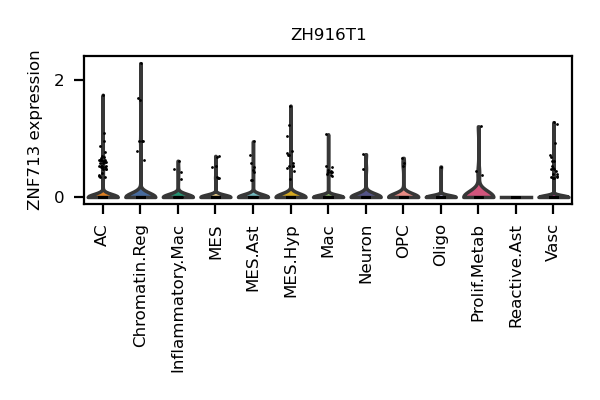 ZH916T1
ZNF713 expression
2
0
AC
Chromatin.Reg
Inflammatory.Mac
MES
MES.Ast
MES.Hyp
Mac
Neuron
OPC
Oligo
Prolif.Metab
Reactive.Ast
Vasc